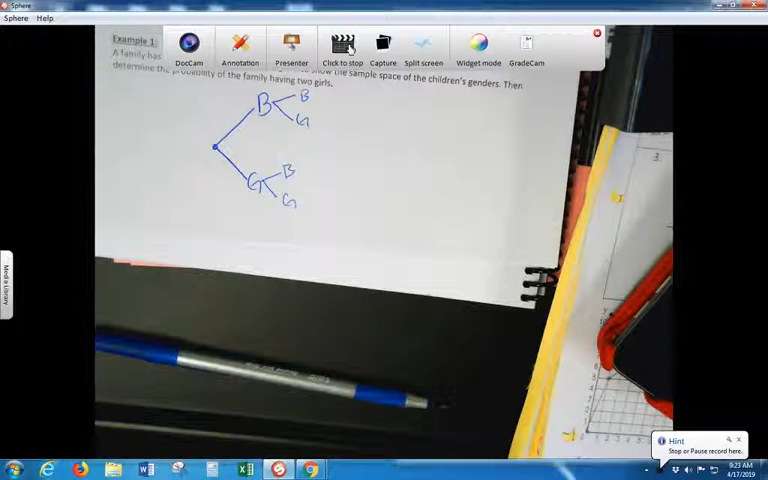 Sphere
Sphere Help
DocCam Annotation Presenter Click to stop Capture Split screen Widget mode GradeCam
Example 1:
A family has
show the sample space of the children's genders. Then
determine the probability of the family having two girls.
B B
G
G B
G
3.
Media Library
Hint
Stop or Pause record here.
9:23 AM
4/17/2019